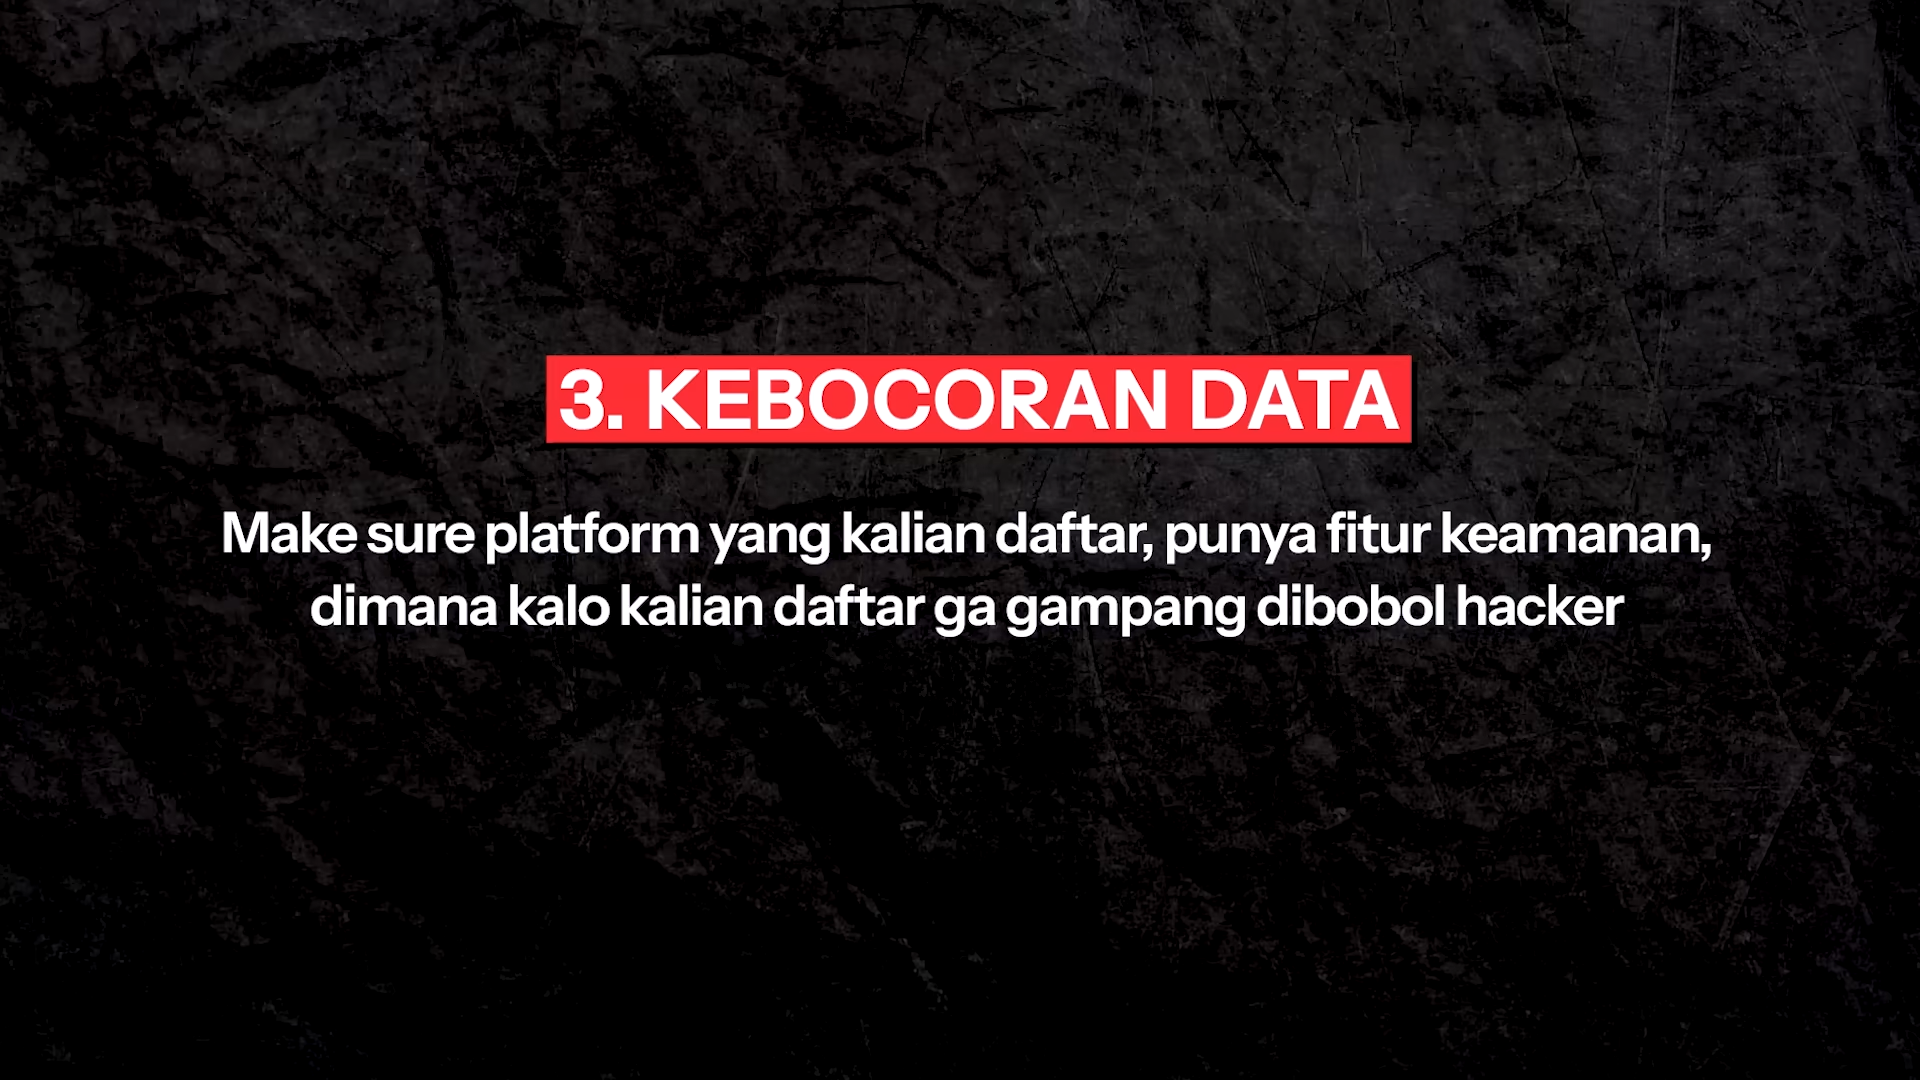 3. KEBOCORAN DATA
Make sure platform yang kalian daftar, punya fitur keamanan,
dimana kalo kalian daftar ga gampang dibobol hacker